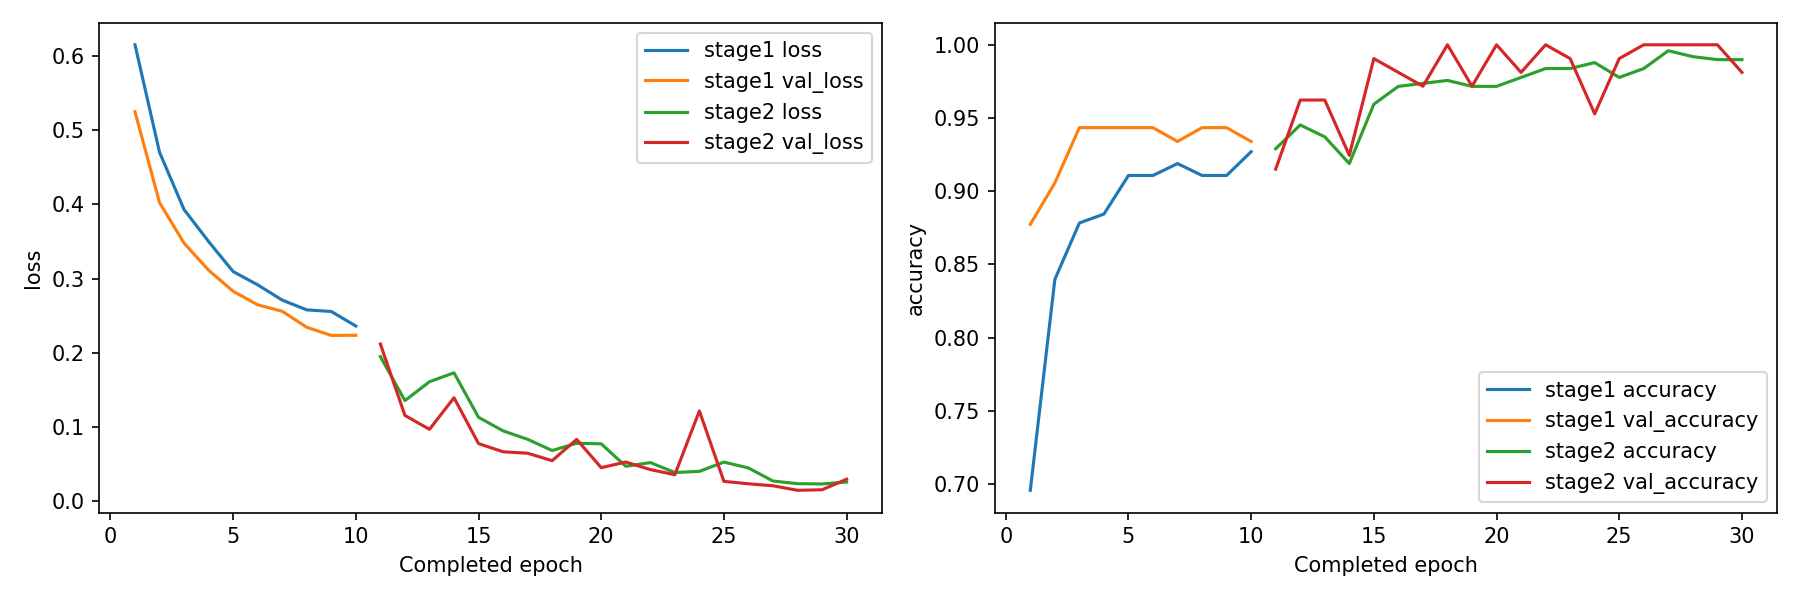 0.6
0.5
0.4
0.3
0.2
0.1
0.0
loss
0
5
10
15
20
25
30
Completed epoch
stage1 loss
stage1 val_loss
stage2 loss
stage2 val_loss
1.00
0.95
0.90
0.85
0.80
0.75
0.70
accuracy
0
5
10
15
20
25
30
Completed epoch
stage1 accuracy
stage1 val_accuracy
stage2 accuracy
stage2 val_accuracy